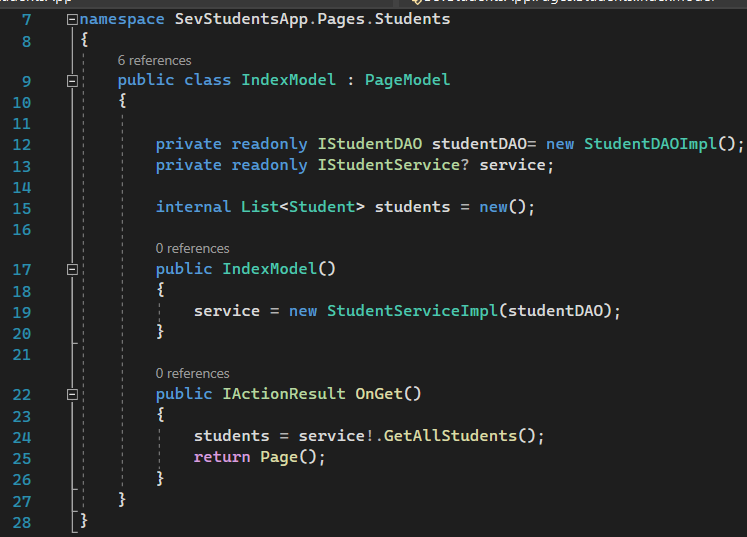 7 namespace SevStudentsApp.Pages.Students
8 {
6 references
9 public class IndexModel : PageModel
10 {
11
12 private readonly IStudentDAO studentDAO= new StudentDAOImpl();
13 private readonly IStudentService? service;
14
15 internal List<Student> students = new();
16
0 references
17 public IndexModel()
18 {
19 service = new StudentServiceImpl(studentDAO);
20 }
21
0 references
22 public IActionResult OnGet()
23 {
24 students = service!.GetAllStudents();
25 return Page();
26 }
27 }
28 }